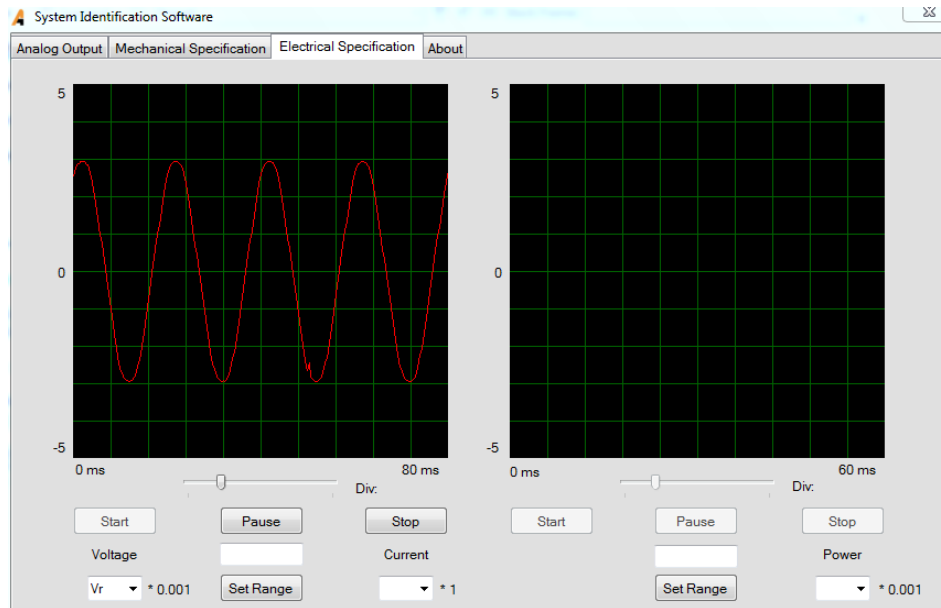 System Identification Software
Analog Output Mechanical Specification Electrical Specification About
5 5
0 0
-5 -5
0 ms 80 ms 0 ms 60 ms
Div: Div:
Start Pause Stop Start Pause Stop
Voltage Current Power
Vr * 0.001 Set Range * 1 Set Range * 0.001